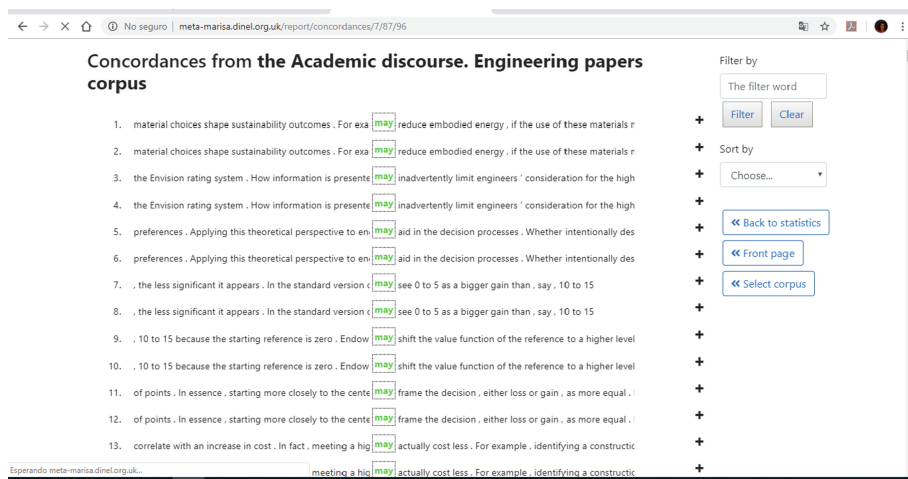 No seguro | meta-marisa.dinel.org.uk/report/concordances/7/87/96
Concordances from the Academic discourse. Engineering papers
corpus
1. material choices shape sustainability outcomes . For exa may reduce embodied energy , if the use of these materials
2. material choices shape sustainability outcomes . For exa may reduce embodied energy , if the use of these materials
3. the Envision rating system . How information is presente may inadvertently limit engineers ' consideration for the high
4. the Envision rating system . How information is presente may inadvertently limit engineers ' consideration for the high
5. preferences . Applying this theoretical perspective to en may aid in the decision processes . Whether intentionally des
6. preferences . Applying this theoretical perspective to en may aid in the decision processes . Whether intentionally des
7. , the less significant it appears . In the standard version may see 0 to 5 as a bigger gain than , say , 10 to 15
8. , the less significant it appears . In the standard version may see 0 to 5 as a bigger gain than , say , 10 to 15
9. , 10 to 15 because the starting reference is zero . Endow may shift the value function of the reference to a higher level
10. , 10 to 15 because the starting reference is zero . Endow may shift the value function of the reference to a higher level
11. of points . In essence , starting more closely to the cente may frame the decision , either loss or gain , as more equal .
12. of points . In essence , starting more closely to the cente may frame the decision , either loss or gain , as more equal .
13. correlate with an increase in cost . In fact , meeting a hig may actually cost less . For example , identifying a constructic
meeting a hig may actually cost less . For example , identifying a constructic
Filter by
The filter word
Filter Clear
Sort by
Choose...
« Back to statistics
« Front page
« Select corpus
Esperando meta-marisa.dinel.org.uk...